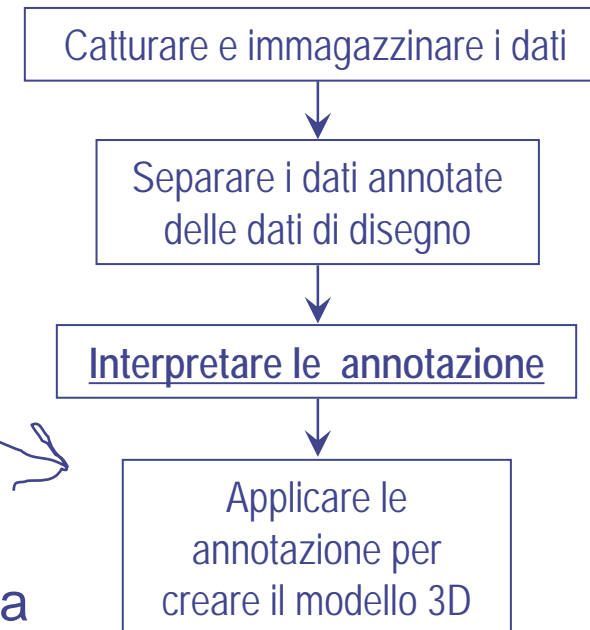 Catturare e immagazzinare i dati
Separare i dati annotate
delle dati di disegno
Interpretare le annotazione
Applicare le
annotazione per
creare il modello 3D
a